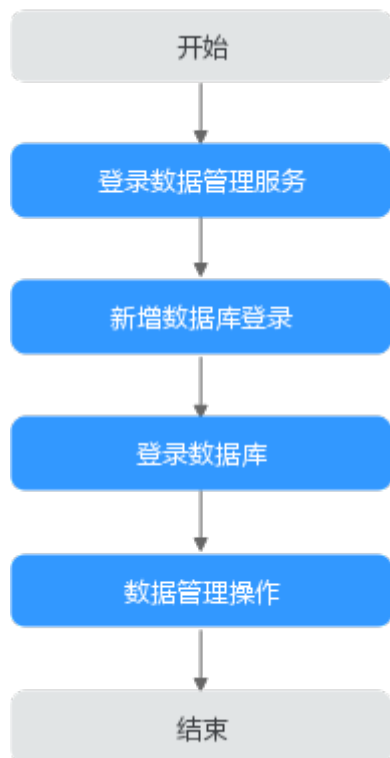 开始
登录数据管理服务
新增数据库登录
登录数据库
数据管理操作
结束